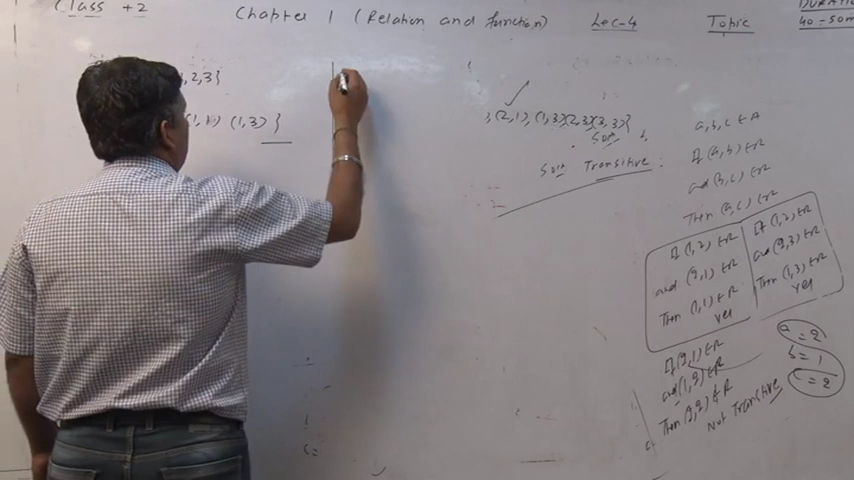 Class +2
Chapter 1 (Relation and function)
Lec-4
Topic
DURATI
40-50m
,2,3}
(1,1) (1,3) }
,(2,1),(1,3)(2,3)(3,3)}
Soln
Soln Transitive :
a,b,c ∈ A
If (a,b) ∈ R
and (b,c) ∈ R
Then (a,c) ∈ R
If (1,2) ∈ R
and (2,1) ∈ R
Then (1,1) ∈ R
yes
If (1,2) ∈ R
and (2,3) ∈ R
Then (1,3) ∈ R
yes
If (2,1) ∈ R
and (1,2) ∈ R
Then (2,2) ∉ R
Not Transitive
a = 2
b = 1
c = 2